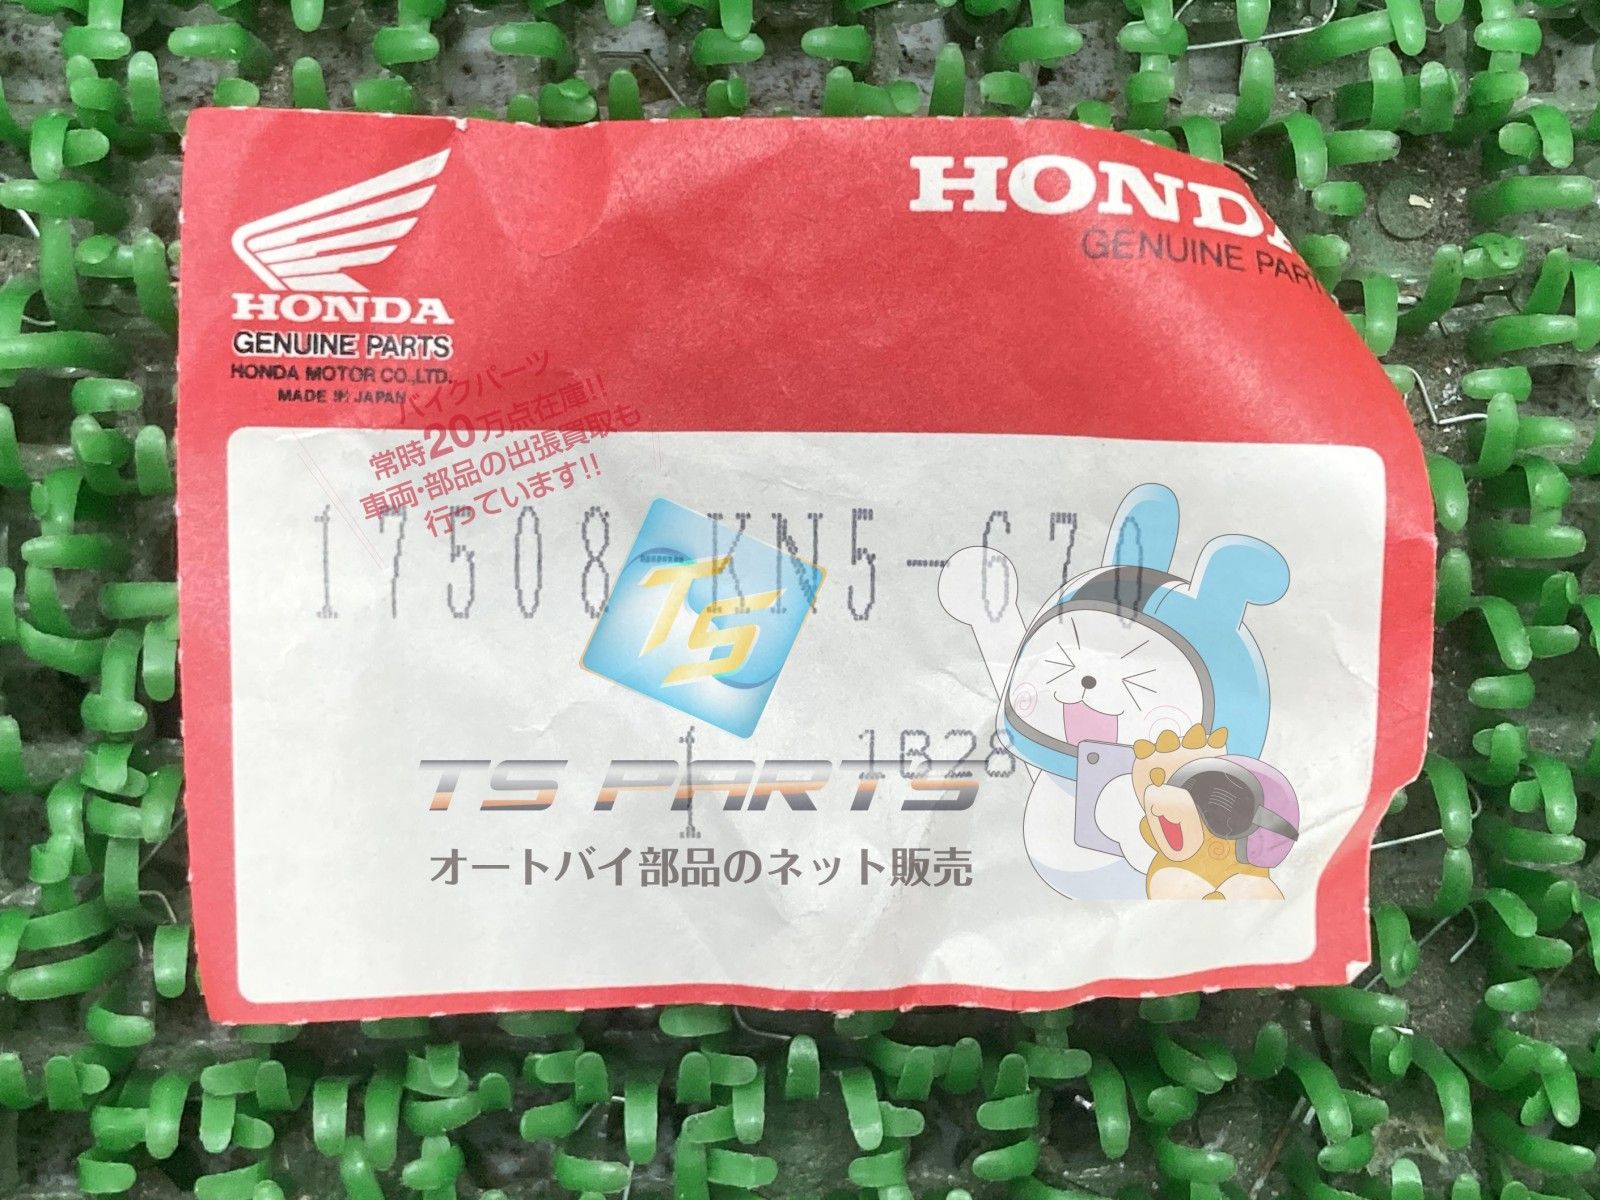 HONDA
GENUINE PARTS
HONDA MOTOR CO.,LTD.
MADE IN JAPAN
HONDA
GENUINE PARTS
バイクパーツ
常時20万点在庫!!
車両・部品の出張買取も
行っています!!
17508-KN5-670
TS
1 1B28
TS PARTS
オートバイ部品のネット販売